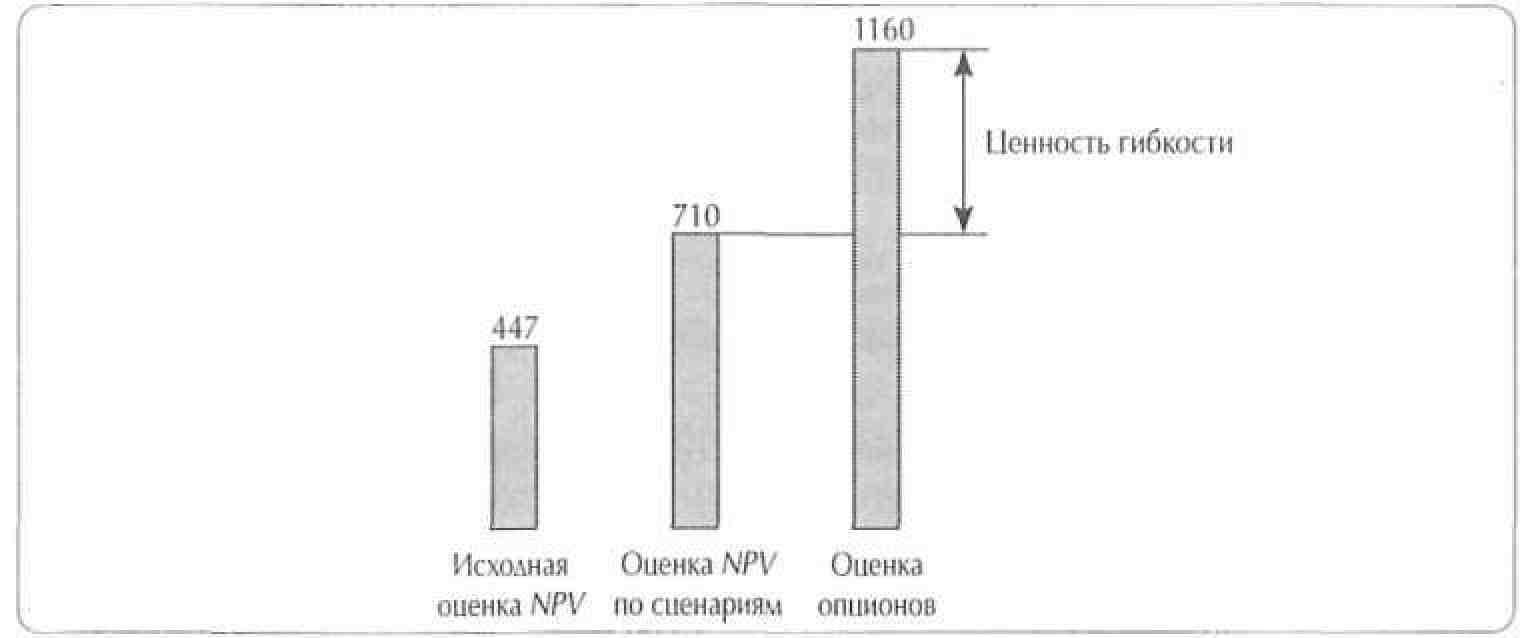 1160
Ценность гибкости
710
447
Исходная
оценка NPV
Оценка NPV
по сценариям
Оценка
опционов